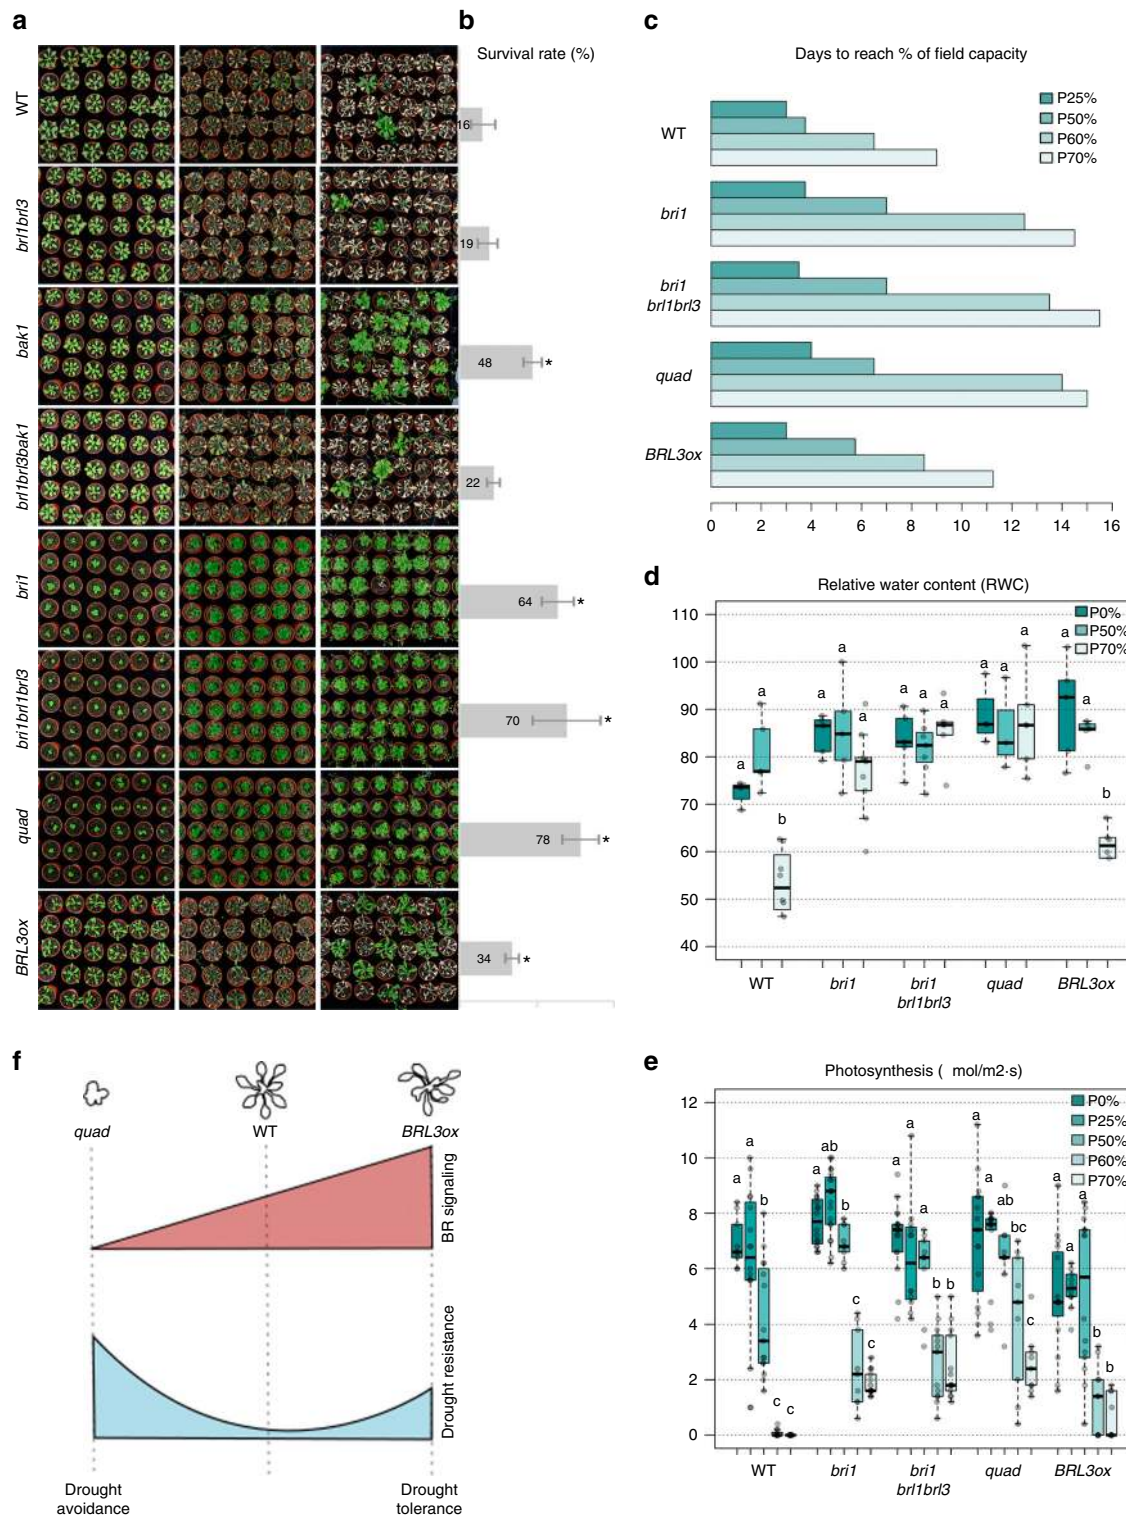 a
WT
brl1brl3
bak1
brl1brl3bak1
bri1
bri1brl1brl3
quad
BRL3ox
b
Survival rate (%)
16
19
48
*
22
64
*
70
*
78
*
34
*
c
Days to reach % of field capacity
P25%
P50%
P60%
P70%
WT
bri1
bri1
brl1brl3
quad
BRL3ox
0 2 4 6 8 10 12 14 16
d
Relative water content (RWC)
P0%
P50%
P70%
110
100
90
80
70
60
50
40
a a b
a a a
a a a
a a a
a a b
WT bri1 bri1 quad BRL3ox
brl1brl3
e
Photosynthesis ( mol/m2·s)
P0%
P25%
P50%
P60%
P70%
12
10
8
6
4
2
0
a a b c c
a ab b c c
a a a b b
a a ab bc c
a a a b b
WT bri1 bri1 quad BRL3ox
brl1brl3
f
quad WT BRL3ox
BR signaling
Drought resistance
Drought
avoidance
Drought
tolerance